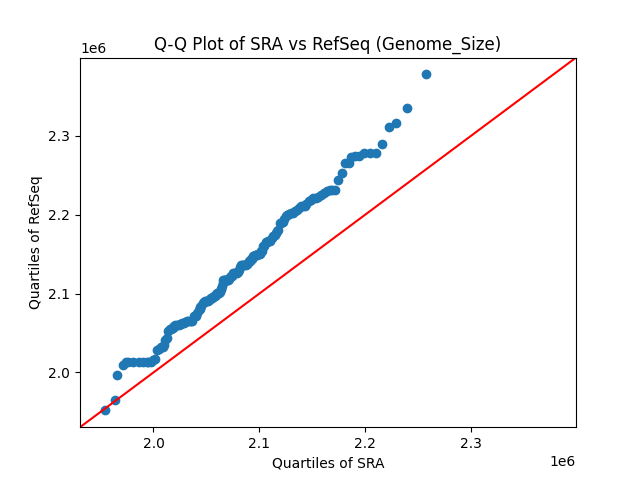 Q-Q Plot of SRA vs RefSeq (Genome_Size)
1e6
2.3
2.2
2.1
2.0
Quartiles of RefSeq
2.0 2.1 2.2 2.3
Quartiles of SRA
1e6